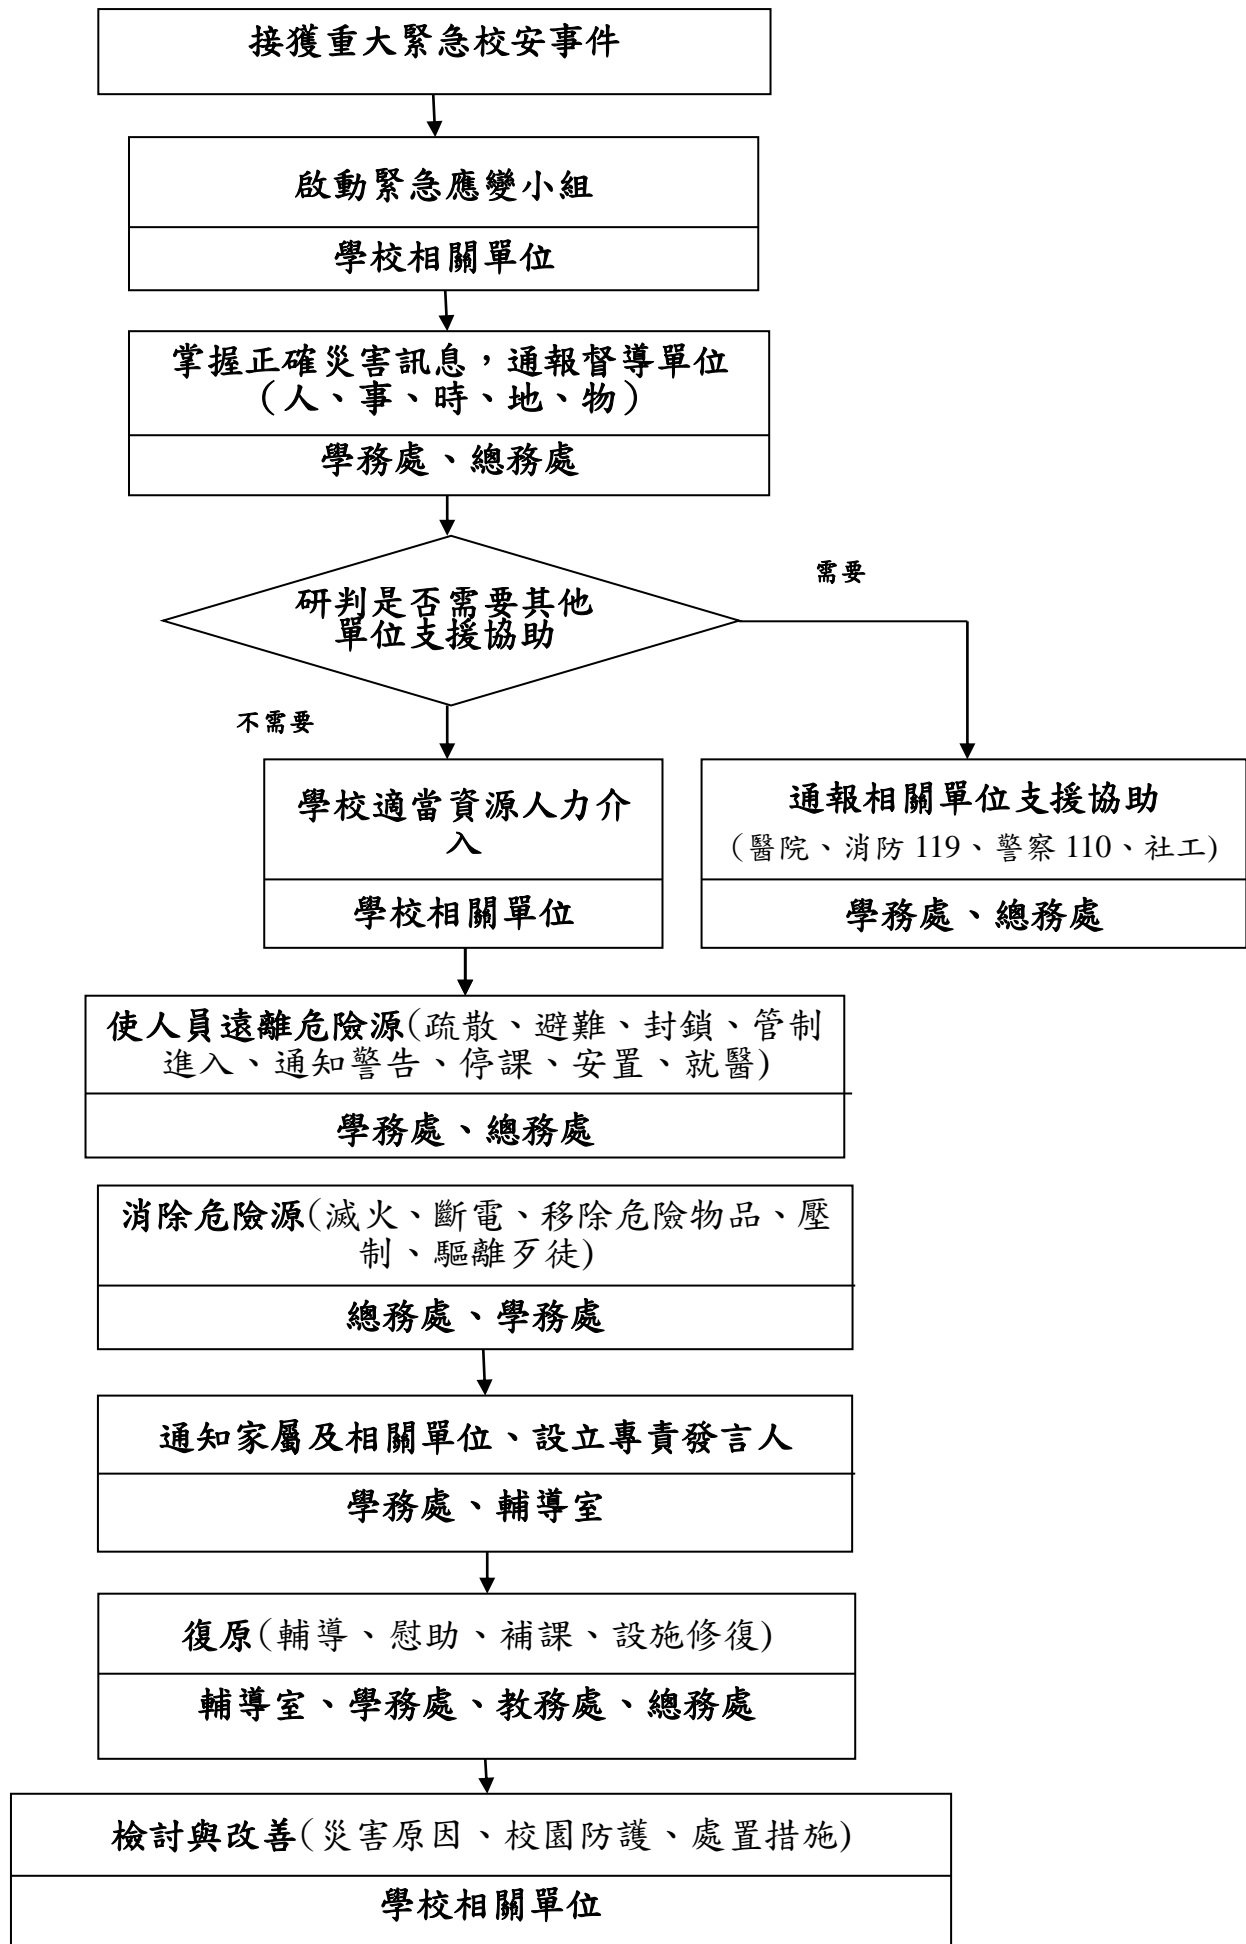 接獲重大緊急校安事件
啟動緊急應變小組
學校相關單位
掌握正確災害訊息，通報督導單位
（人、事、時、地、物）
學務處、總務處
需要
研判是否需要其他
單位支援協助
不需要
學校適當資源人力介
入
學校相關單位
通報相關單位支援協助
（醫院、消防 119、警察 110、社工)
學務處、總務處
使人員遠離危險源(疏散、避難、封鎖、管制
進入、通知警告、停課、安置、就醫)
學務處、總務處
消除危險源(滅火、斷電、移除危險物品、壓
制、驅離歹徒)
總務處、學務處
通知家屬及相關單位、設立專責發言人
學務處、輔導室
復原(輔導、慰助、補課、設施修復)
輔導室、學務處、教務處、總務處
檢討與改善(災害原因、校園防護、處置措施)
學校相關單位